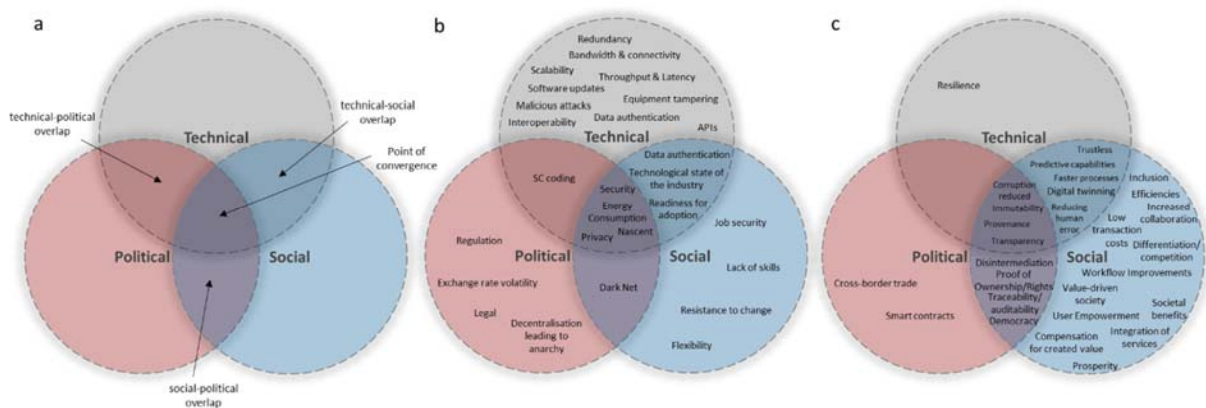 a
technical-political
overlap
technical-social
overlap
Point of
convergence
Technical
Political
Social
social-political
overlap
b
Redundancy
Bandwidth & connectivity
Scalability
Throughput & Latency
Software updates
Equipment tampering
Malicious attacks
Data authentication
Interoperability
APIs
Technical
Data authentication
Technological state of
the industry
SC coding
Security
Energy
Consumption
Readiness for
adoption
Nascent
Privacy
Job security
Regulation
Political
Social
Lack of skills
Exchange rate volatility
Dark Net
Legal
Resistance to change
Decentralisation
leading to
anarchy
Flexibility
c
Resilience
Technical
Trustless
Predictive capabilities
Faster processes
Inclusion
Corruption
reduced
Digital twinning
Efficiencies
Immutability
Reducing
human
error
Increased
collaboration
Provenance
Low
transaction
costs
Transparency
Differentiation/
competition
Political
Social
Disintermediation
Proof of
Ownership/Rights
Workflow Improvements
Cross-border trade
Traceability/
auditability
Value-driven
society
Societal
benefits
Smart contracts
Democracy
User Empowerment
Compensation
for created value
Integration of
services
Prosperity